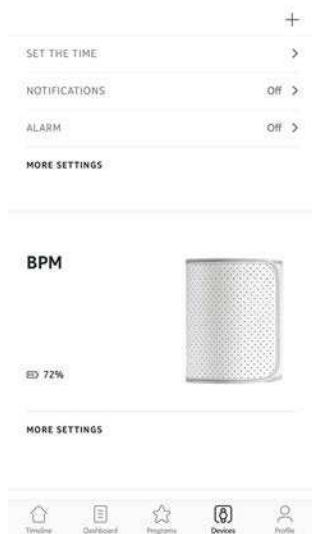 SET THE TIME
NOTIFICATIONS Off
ALARM Off
MORE SETTINGS
BPM
72%
MORE SETTINGS
Timeline Dashboard Programs Devices Profile